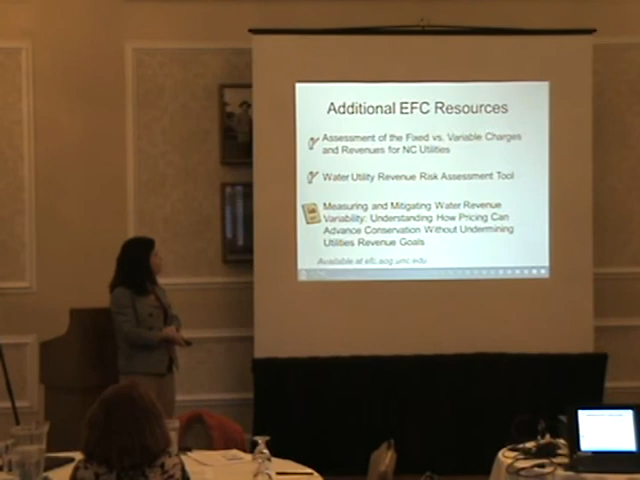 Additional EFC Resources
Assessment of the Fixed vs. Variable Charges
and Revenues for NC Utilities
Water Utility Revenue Risk Assessment Tool
Measuring and Mitigating Water Revenue
Variability: Understanding How Pricing Can
Advance Conservation Without Undermining
Utilities Revenue Goals
Available at efc.sog.unc.edu